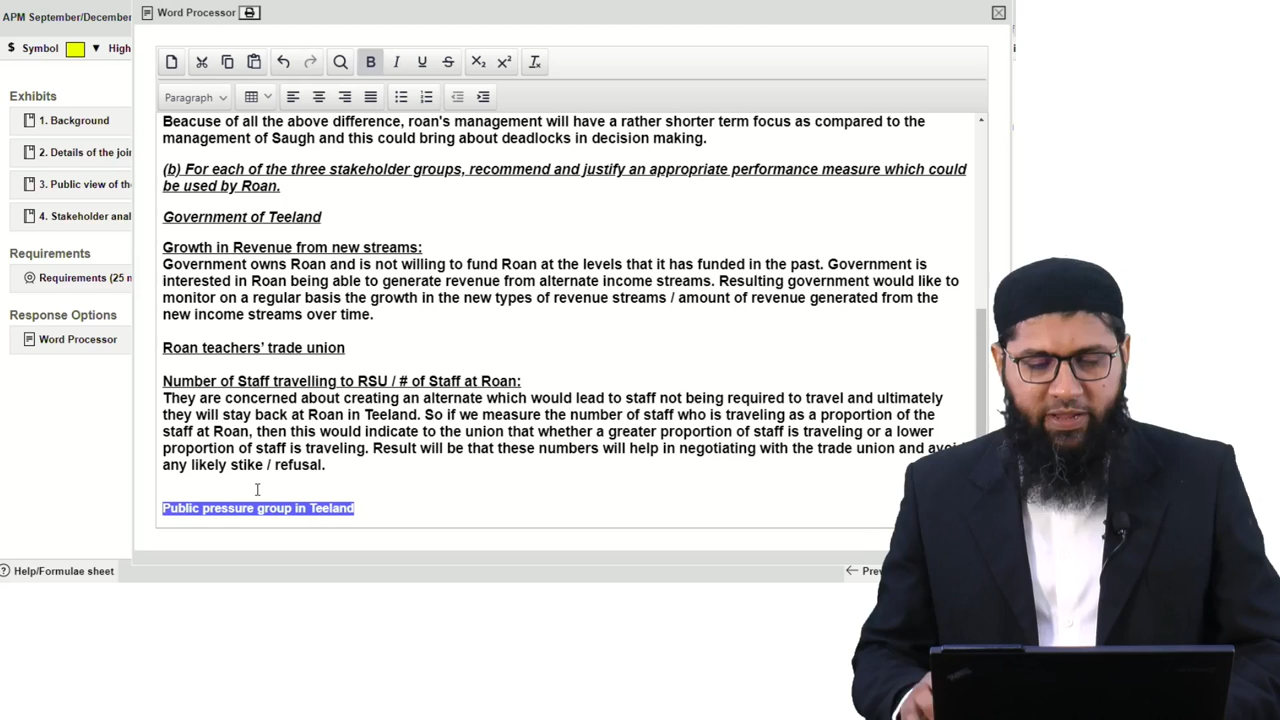 APM September/December
Word Processor
$ Symbol
High
Paragraph
Exhibits
1. Background
2. Details of the join
3. Public view of the
4. Stakeholder anal
Requirements
Requirements (25 m
Response Options
Word Processor
Beacuse of all the above difference, roan's management will have a rather shorter term focus as compared to the
management of Saugh and this could bring about deadlocks in decision making.
(b) For each of the three stakeholder groups, recommend and justify an appropriate performance measure which could
be used by Roan.
Government of Teeland
Growth in Revenue from new streams:
Government owns Roan and is not willing to fund Roan at the levels that it has funded in the past. Government is
interested in Roan being able to generate revenue from alternate income streams. Resulting government would like to
monitor on a regular basis the growth in the new types of revenue streams / amount of revenue generated from the
new income streams over time.
Roan teachers' trade union
Number of Staff travelling to RSU / # of Staff at Roan:
They are concerned about creating an alternate which would lead to staff not being required to travel and ultimately
they will stay back at Roan in Teeland. So if we measure the number of staff who is traveling as a proportion of the
staff at Roan, then this would indicate to the union that whether a greater proportion of staff is traveling or a lower
proportion of staff is traveling. Result will be that these numbers will help in negotiating with the trade union and avoi
any likely stike / refusal.
Public pressure group in Teeland
Help/Formulae sheet
Prev